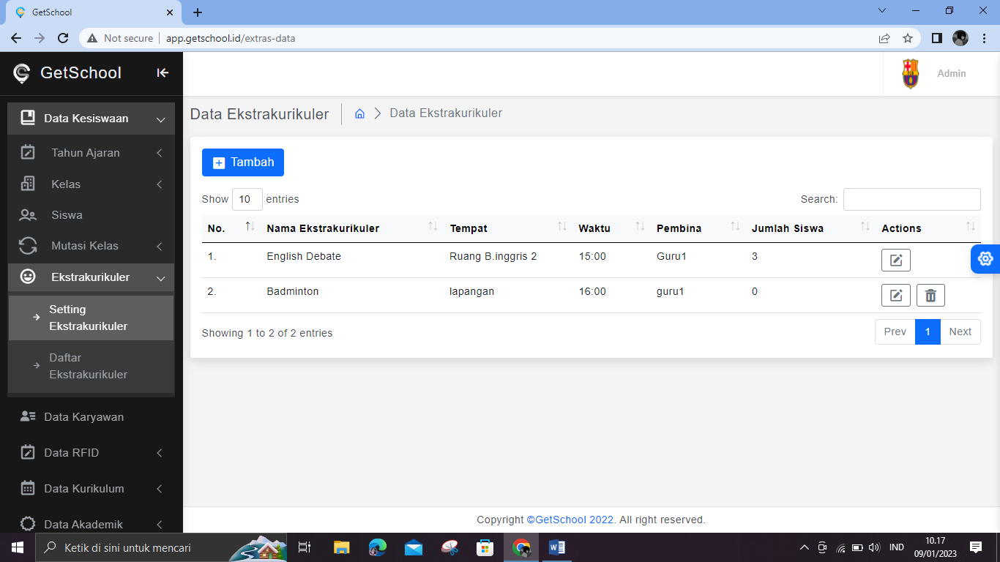 GetSchool
Not secure
app.getschool.id/extras-data
GetSchool
Admin
Data Kesiswaan
Tahun Ajaran
Kelas
Siswa
Mutasi Kelas
Ekstrakurikuler
Setting
Ekstrakurikuler
Daftar
Ekstrakurikuler
Data Karyawan
Data RFID
Data Kurikulum
Data Akademik
Data Ekstrakurikuler
Data Ekstrakurikuler
Tambah
Show 10 entries
Search:
No. Nama Ekstrakurikuler Tempat Waktu Pembina Jumlah Siswa Actions
1. English Debate Ruang B.inggris 2 15:00 Guru1 3
2. Badminton lapangan 16:00 guru1 0
Showing 1 to 2 of 2 entries
Prev 1 Next
Copyright ©GetSchool 2022. All right reserved.
Ketik di sini untuk mencari
IND
10.17
09/01/2023